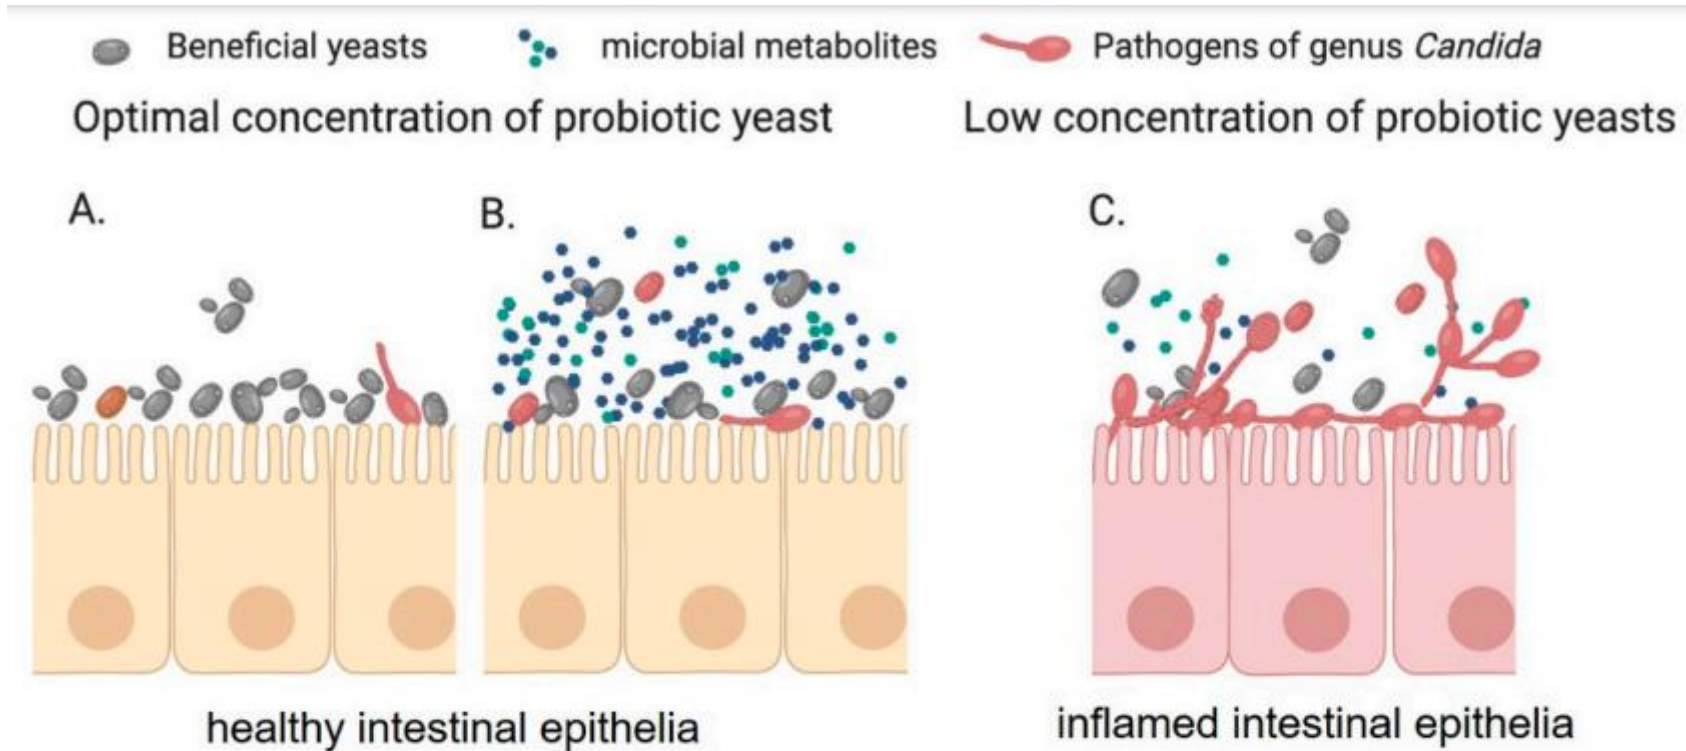 Beneficial yeasts
microbial metabolites
Pathogens of genus Candida
Optimal concentration of probiotic yeast
Low concentration of probiotic yeasts
A.
B.
C.
healthy intestinal epithelia
inflamed intestinal epithelia